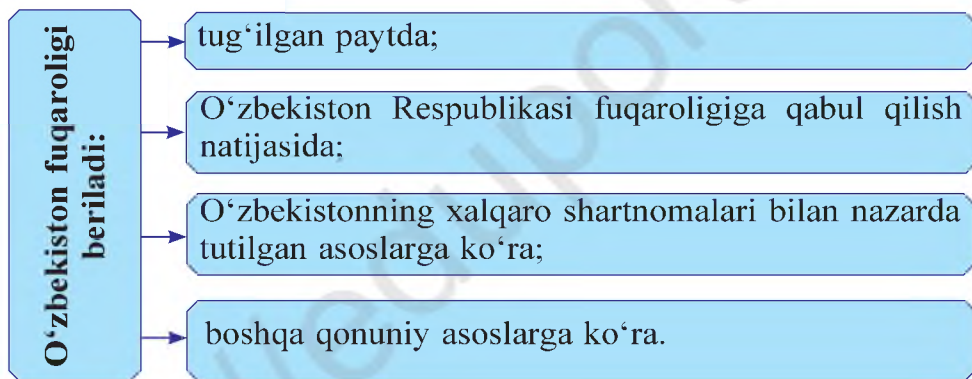 O‘zbekiston fuqaroligi
beriladi:
tug‘ilgan paytda;
O‘zbekiston Respublikasi fuqaroligiga qabul qilish
natijasida;
O‘zbekistonning xalqaro shartnomalari bilan nazarda
tutilgan asoslarga ko‘ra;
boshqa qonuniy asoslarga ko‘ra.